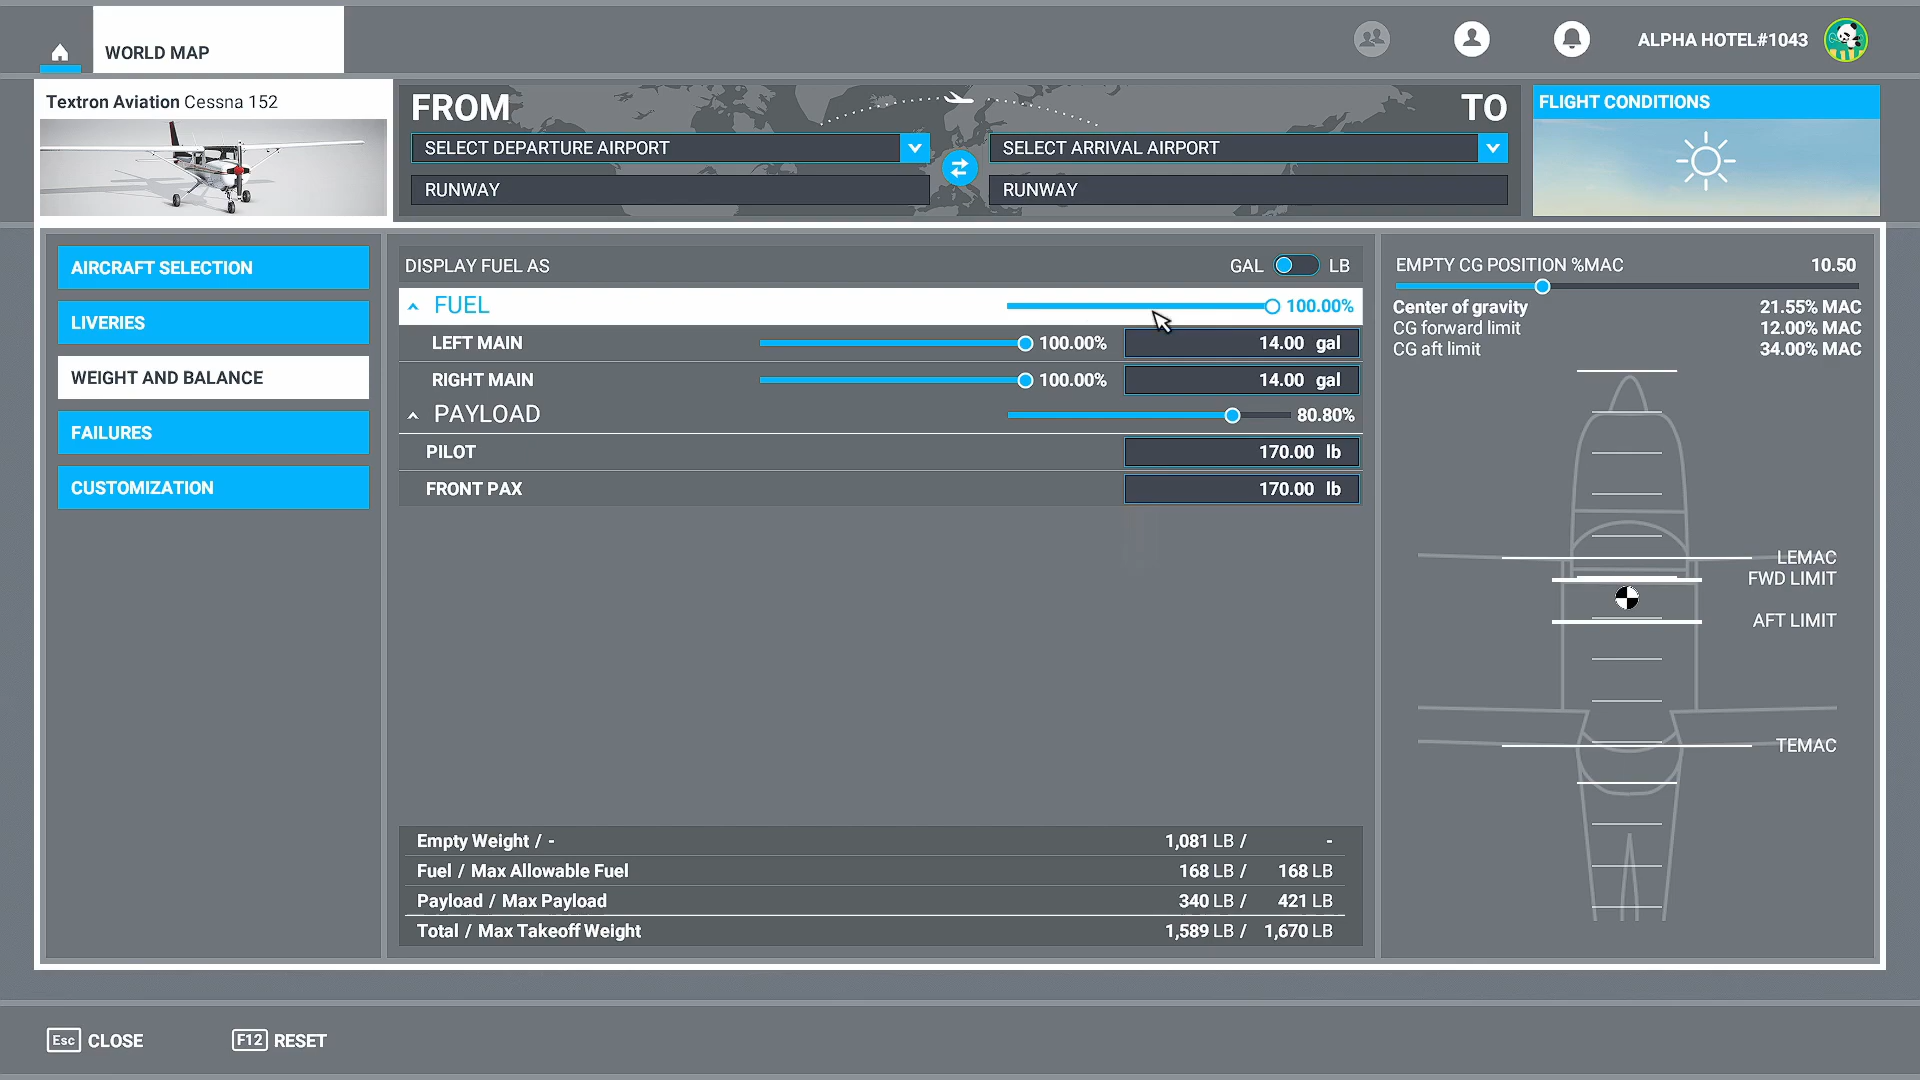 WORLD MAP
ALPHA HOTEL#1043
Textron Aviation Cessna 152
FROM
TO
SELECT DEPARTURE AIRPORT
SELECT ARRIVAL AIRPORT
RUNWAY
RUNWAY
FLIGHT CONDITIONS
AIRCRAFT SELECTION
LIVERIES
WEIGHT AND BALANCE
FAILURES
CUSTOMIZATION
DISPLAY FUEL AS GAL LB
FUEL 100.00%
LEFT MAIN 100.00% 14.00 gal
RIGHT MAIN 100.00% 14.00 gal
PAYLOAD 80.80%
PILOT 170.00 lb
FRONT PAX 170.00 lb
Empty Weight / - 1,081 LB / -
Fuel / Max Allowable Fuel 168 LB / 168 LB
Payload / Max Payload 340 LB / 421 LB
Total / Max Takeoff Weight 1,589 LB / 1,670 LB
EMPTY CG POSITION %MAC 10.50
Center of gravity 21.55% MAC
CG forward limit 12.00% MAC
CG aft limit 34.00% MAC
LEMAC
FWD LIMIT
AFT LIMIT
TEMAC
Esc CLOSE
F12 RESET